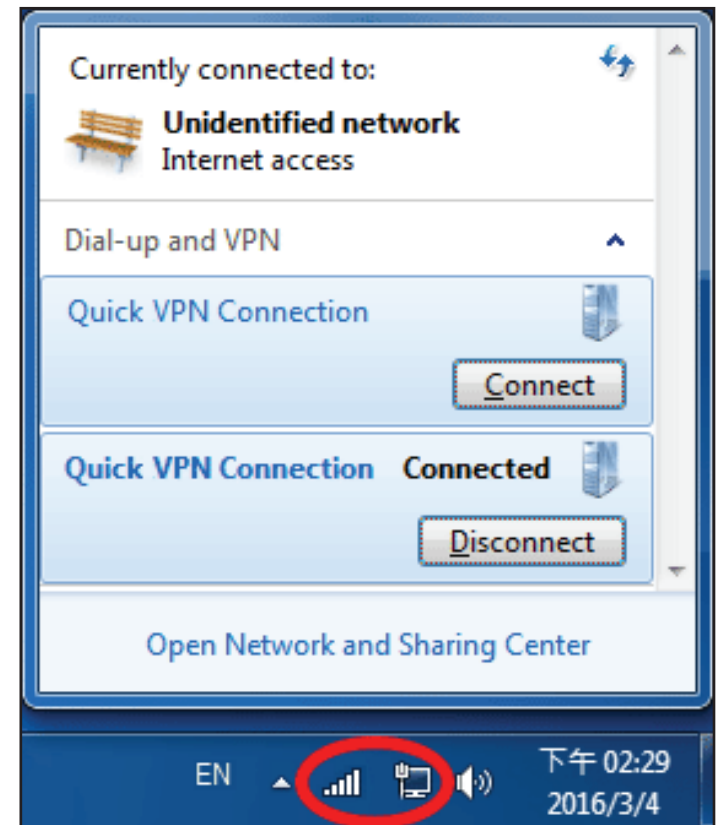 Currently connected to:
Unidentified network
Internet access
Dial-up and VPN
Quick VPN Connection
Connect
Quick VPN Connection Connected
Disconnect
Open Network and Sharing Center
EN
下午 02:29
2016/3/4